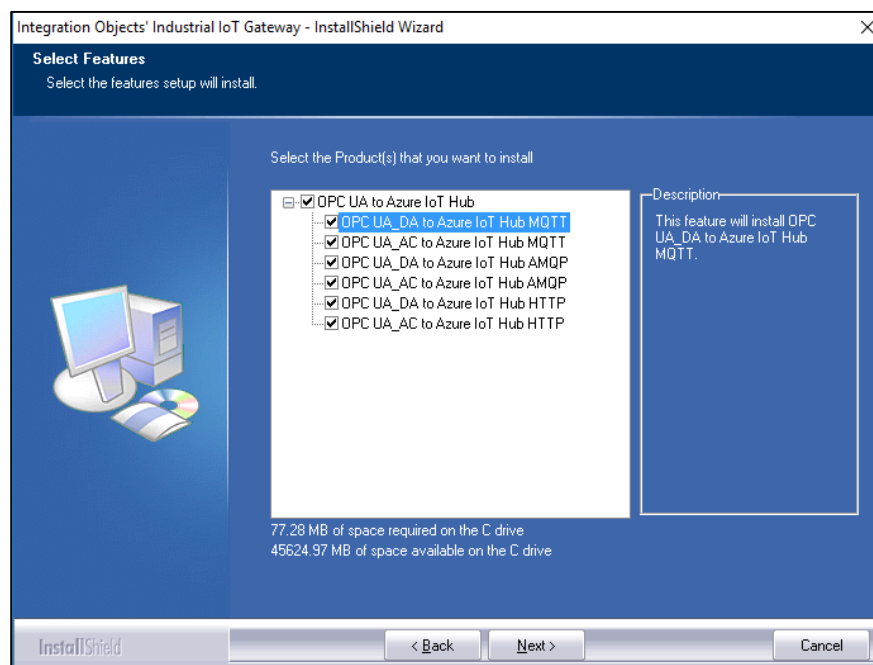 Integration Objects' Industrial IoT Gateway - InstallShield Wizard
Select Features
Select the features setup will install.
Select the Product(s) that you want to install
OPC UA to Azure IoT Hub
OPC UA_DA to Azure IoT Hub MQTT
OPC UA_AC to Azure IoT Hub MQTT
OPC UA_DA to Azure IoT Hub AMQP
OPC UA_AC to Azure IoT Hub AMQP
OPC UA_DA to Azure IoT Hub HTTP
OPC UA_AC to Azure IoT Hub HTTP
Description
This feature will install OPC
UA_DA to Azure IoT Hub
MQTT.
77.28 MB of space required on the C drive
45624.97 MB of space available on the C drive
InstallShield
< Back
Next >
Cancel